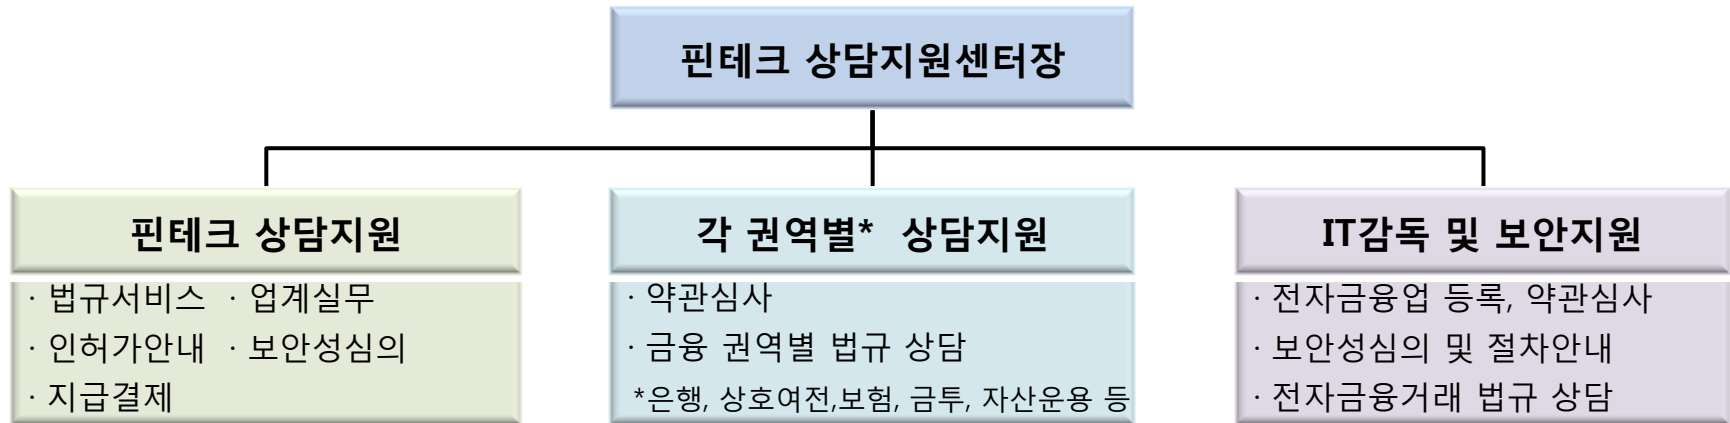 핀테크 상담지원센터장
핀테크 상담지원
· 법규서비스 · 업계실무
· 인허가안내 · 보안성심의
· 지급결제
각 권역별* 상담지원
· 약관심사
· 금융 권역별 법규 상담
*은행, 상호여전,보험, 금투, 자산운용 등
IT감독 및 보안지원
· 전자금융업 등록, 약관심사
· 보안성심의 및 절차안내
· 전자금융거래 법규 상담